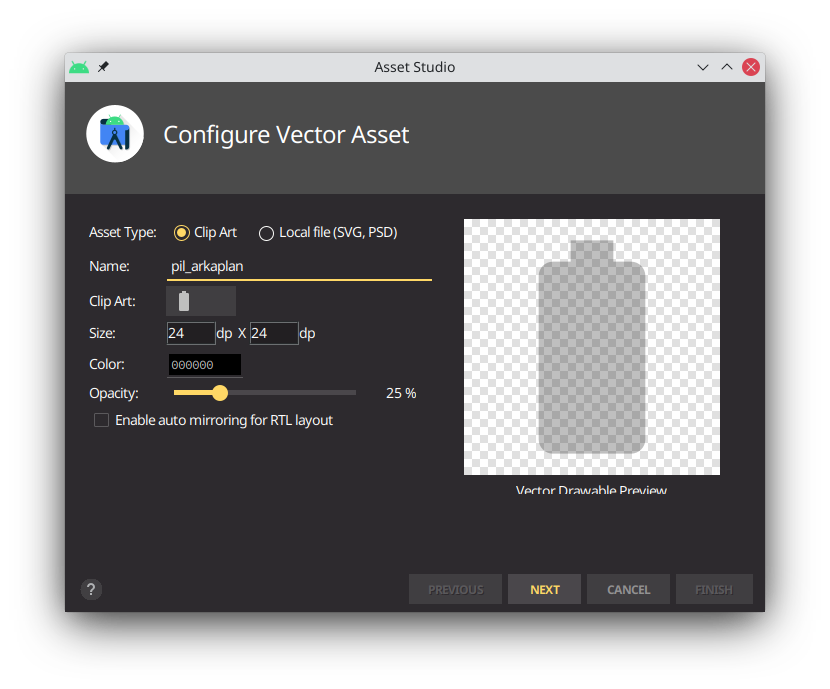 Asset Studio
Configure Vector Asset
Asset Type: Clip Art Local file (SVG, PSD)
Name: pil_arkaplan
Clip Art:
Size: 24 dp X 24 dp
Color: 000000
Opacity: 25 %
Enable auto mirroring for RTL layout
Vector Drawable Preview
? PREVIOUS NEXT CANCEL FINISH